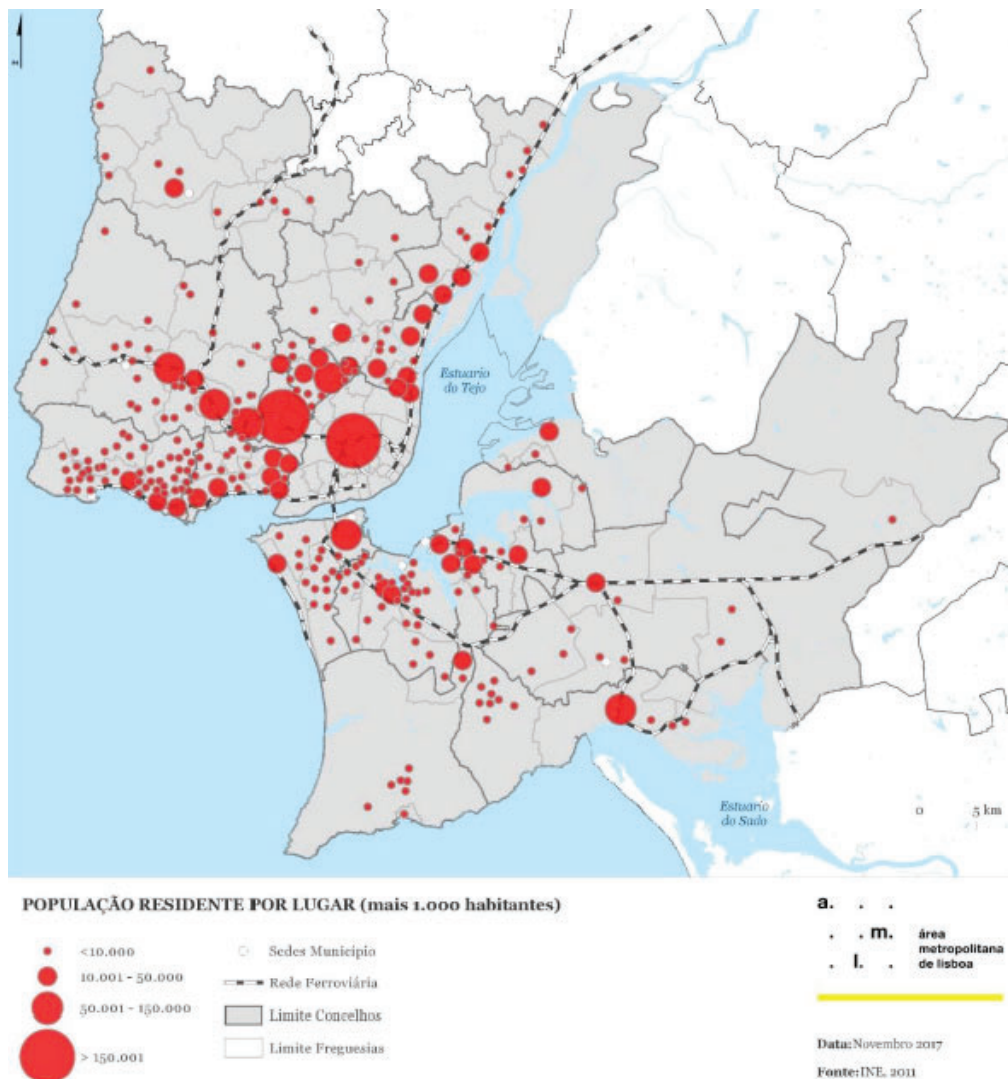 N
Estuario
do Tejo
Estuario
do Sado
0 5 km
POPULAÇÃO RESIDENTE POR LUGAR (mais 1.000 habitantes)
<10.000
10.001 - 50.000
50.001 - 150.000
> 150.001
Sedes Município
Rede Ferroviária
Limite Concelhos
Limite Freguesias
a. . .
. . m. área
metropolitana
. l. . de lisboa
Data: Novembro 2017
Fonte: INE, 2011